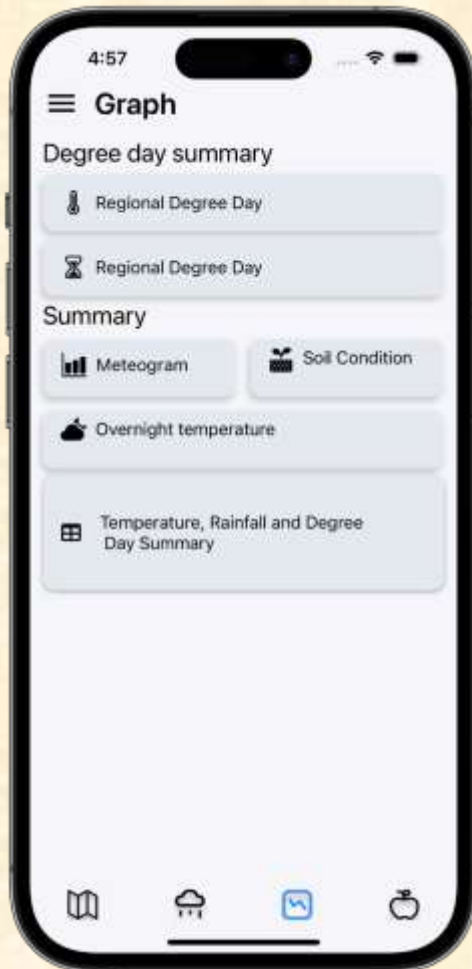 4:57
Graph
Degree day summary
Regional Degree Day
Regional Degree Day
Summary
Meteogram
Soil Condition
Overnight temperature
Temperature, Rainfall and Degree
Day Summary